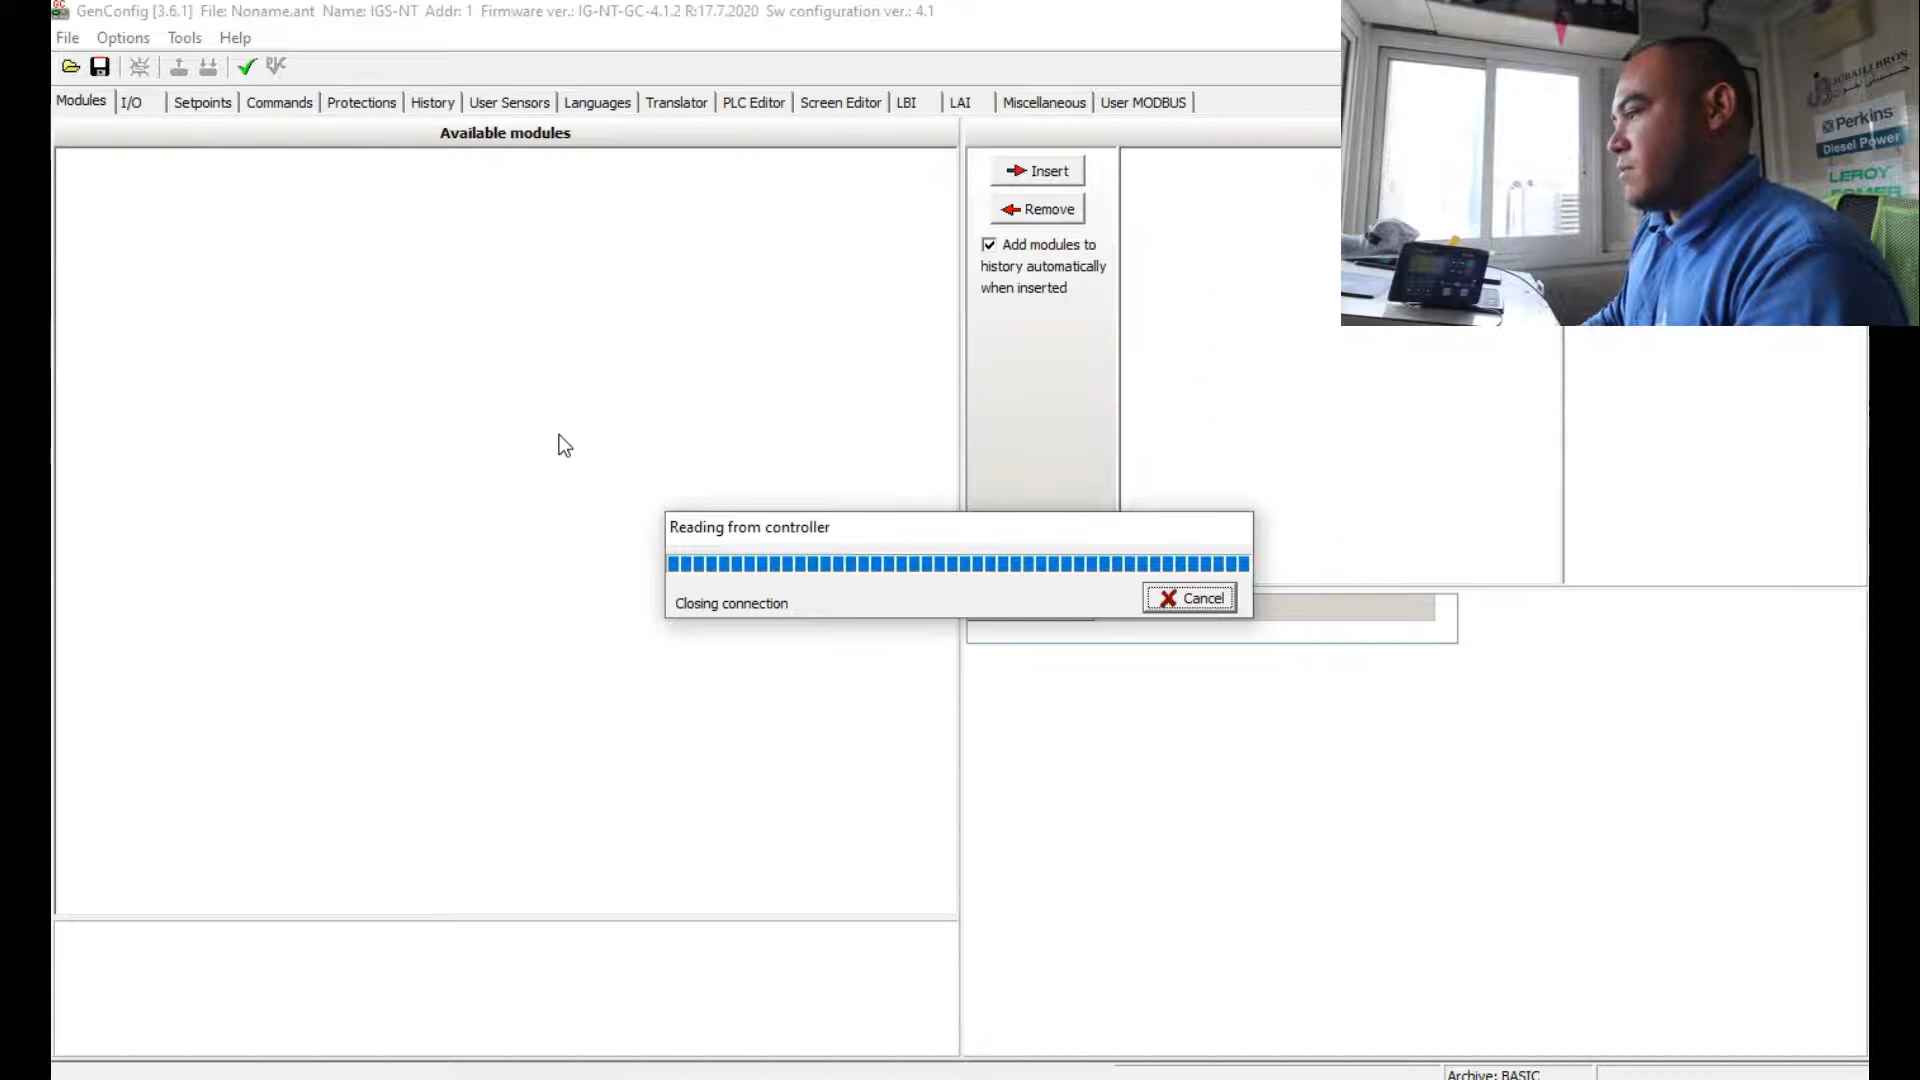 GenConfig [3.6.1] File: Noname.ant Name: IGS-NT Addr: 1 Firmware ver.: IG-NT-GC-4.1.2 R:17.7.2020 Sw configuration ver.: 4.1
File Options Tools Help
Modules I/O Setpoints Commands Protections History User Sensors Languages Translator PLC Editor Screen Editor LBI LAI Miscellaneous User MODBUS
Available modules
Insert
Remove
Add modules to
history automatically
when inserted
Reading from controller
Closing connection
Cancel
JUBAILI BROS
Perkins
Diesel Power
LEROY
SOMER
Archive: BASIC